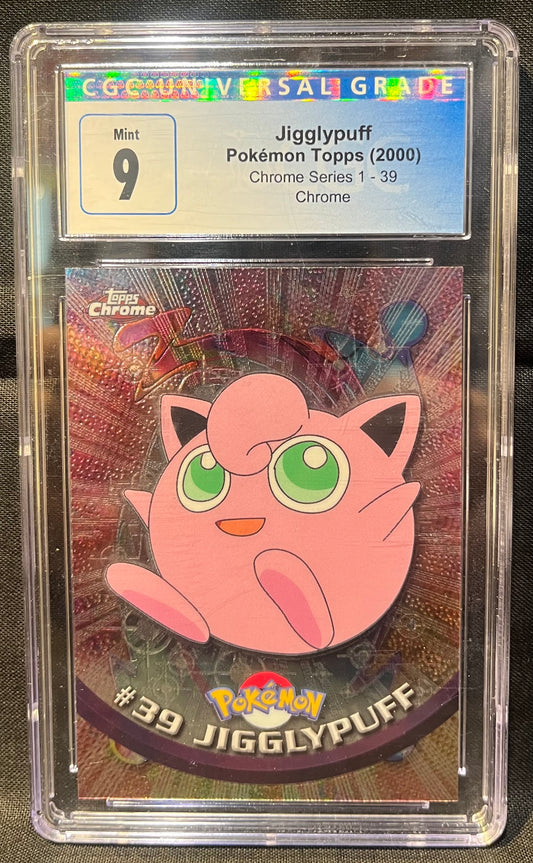 CGC UNIVERSAL GRADE
Mint
9
Jigglypuff
Pokémon Topps (2000)
Chrome Series 1 - 39
Chrome
Topps
Chrome
POKéMON
#39 JIGGLYPUFF